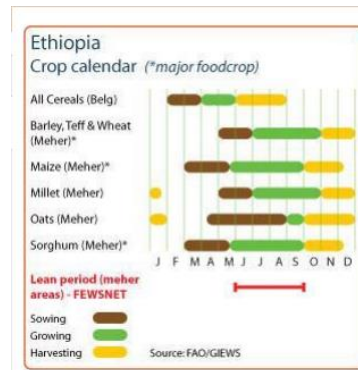 Ethiopia
Crop calendar (*major foodcrop)
All Cereals (Belg)
Barley, Teff & Wheat
(Meher)*
Maize (Meher)*
Millet (Meher)
Oats (Meher)
Sorghum (Meher)*
J F M A M J J A S O N D
Lean period (meher
areas) - FEWSNET
Sowing
Growing
Harvesting
Source: FAO/GIEWS